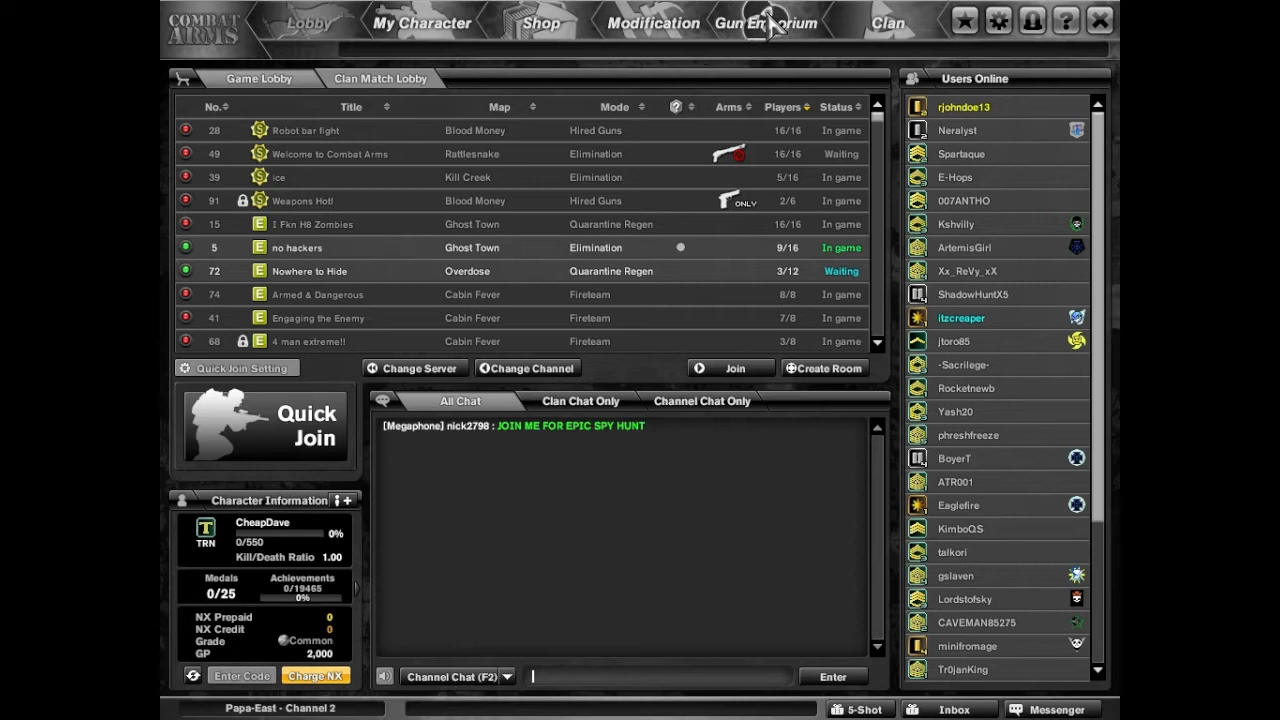 COMBAT ARMS
Lobby My Character Shop Modification Gun Emporium Clan ?
Game Lobby Clan Match Lobby
No. Title Map Mode ? Arms Players Status
28 S Robot bar fight Blood Money Hired Guns 16/16 In game
49 S Welcome to Combat Arms Rattlesnake Elimination 16/16 Waiting
39 S ice Kill Creek Elimination 5/16 In game
91 S Weapons Hot! Blood Money Hired Guns ONLY 2/6 In game
15 E I Fkn H8 Zombies Ghost Town Quarantine Regen 16/16 In game
5 E no hackers Ghost Town Elimination 9/16 In game
72 E Nowhere to Hide Overdose Quarantine Regen 3/12 Waiting
74 E Armed & Dangerous Cabin Fever Fireteam 8/8 In game
41 E Engaging the Enemy Cabin Fever Fireteam 7/8 In game
68 E 4 man extreme!! Cabin Fever Fireteam 3/8 In game
QuickJoin Setting Change Server Change Channel Join Create Room
Quick Join
All Chat Clan Chat Only Channel Chat Only
[Megaphone] nick2798 : JOIN ME FOR EPIC SPY HUNT
Character Information
T
TRN
CheapDave
0%
0/550
Kill/Death Ratio 1.00
Medals
0/25
Achievements
0/19465
0%
NX Prepaid 0
NX Credit 0
Grade Common
GP 2,000
Enter Code Charge NX
Channel Chat (F2) Enter
Papa-East - Channel 2
5-Shot Inbox Messenger
Users Online
rjohndoe13
Neralyst
Spartaque
E-Hops
007ANTHO
Kshvilly
ArtemisGirl
Xx_ReVy_xX
ShadowHuntX5
itzcreaper
jtoro85
-Sacrilege-
Rocketnewb
Yash20
phreshfreeze
BoyerT
ATR001
Eaglefire
KimboQS
talkori
gslaven
Lordstofsky
CAVEMAN85275
minifromage
Tr0janKing